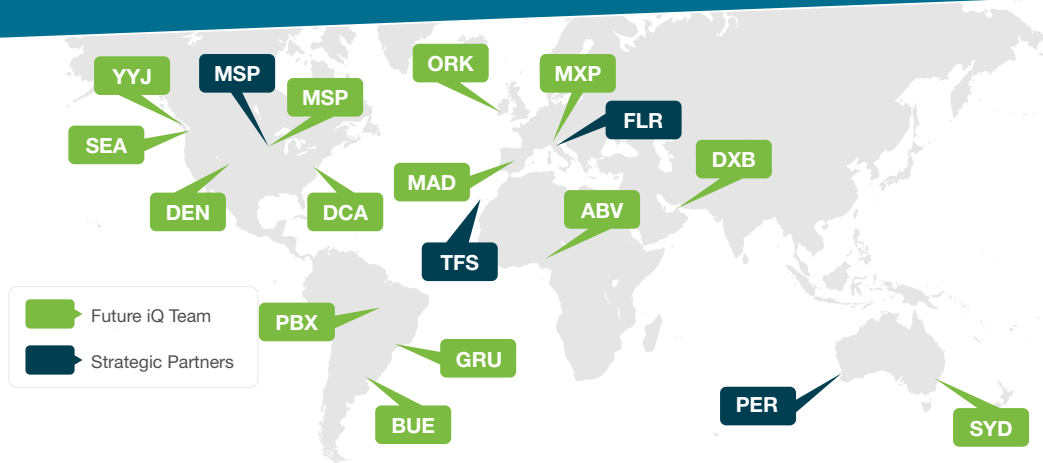 YYJ
MSP
MSP
ORK
MXP
FLR
SEA
DXB
MAD
DEN
DCA
ABV
TFS
PBX
GRU
BUE
PER
SYD
Future iQ Team
Strategic Partners